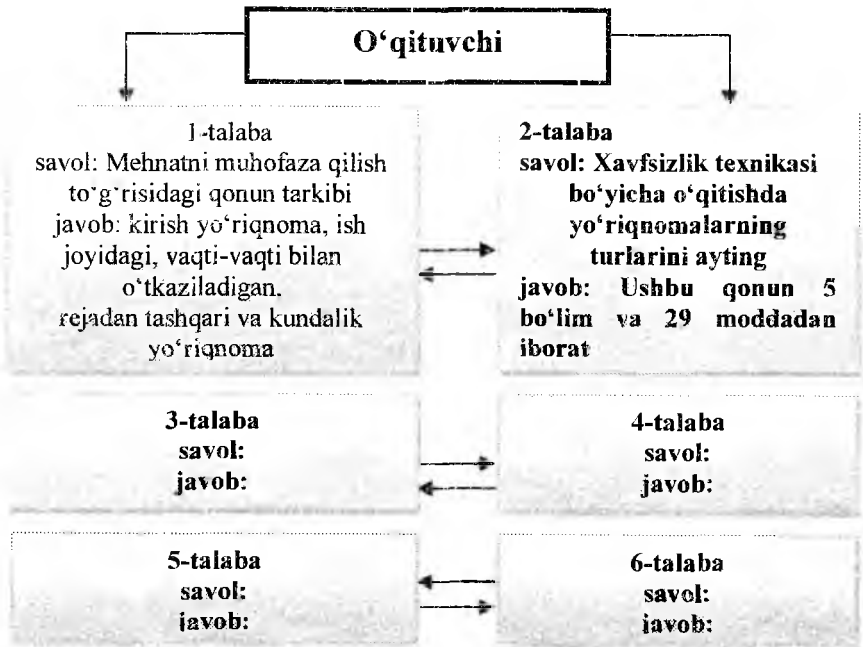 O‘qituvchi
1-talaba
savol: Mehnatni muhofaza qilish
to‘g‘risidagi qonun tarkibi
javob: kirish yo‘riqnoma, ish
joyidagi, vaqti-vaqti bilan
o‘tkaziladigan.
rejadan tashqari va kundalik
yo‘riqnoma
2-talaba
savol: Xavfsizlik texnikasi
bo‘yicha o‘qitishda
yo‘riqnomalarning
turlarini ayting
javob: Ushbu qonun 5
bo‘lim va 29 moddadan
iborat
3-talaba
savol:
javob:
4-talaba
savol:
javob:
5-talaba
savol:
javob:
6-talaba
savol:
javob: